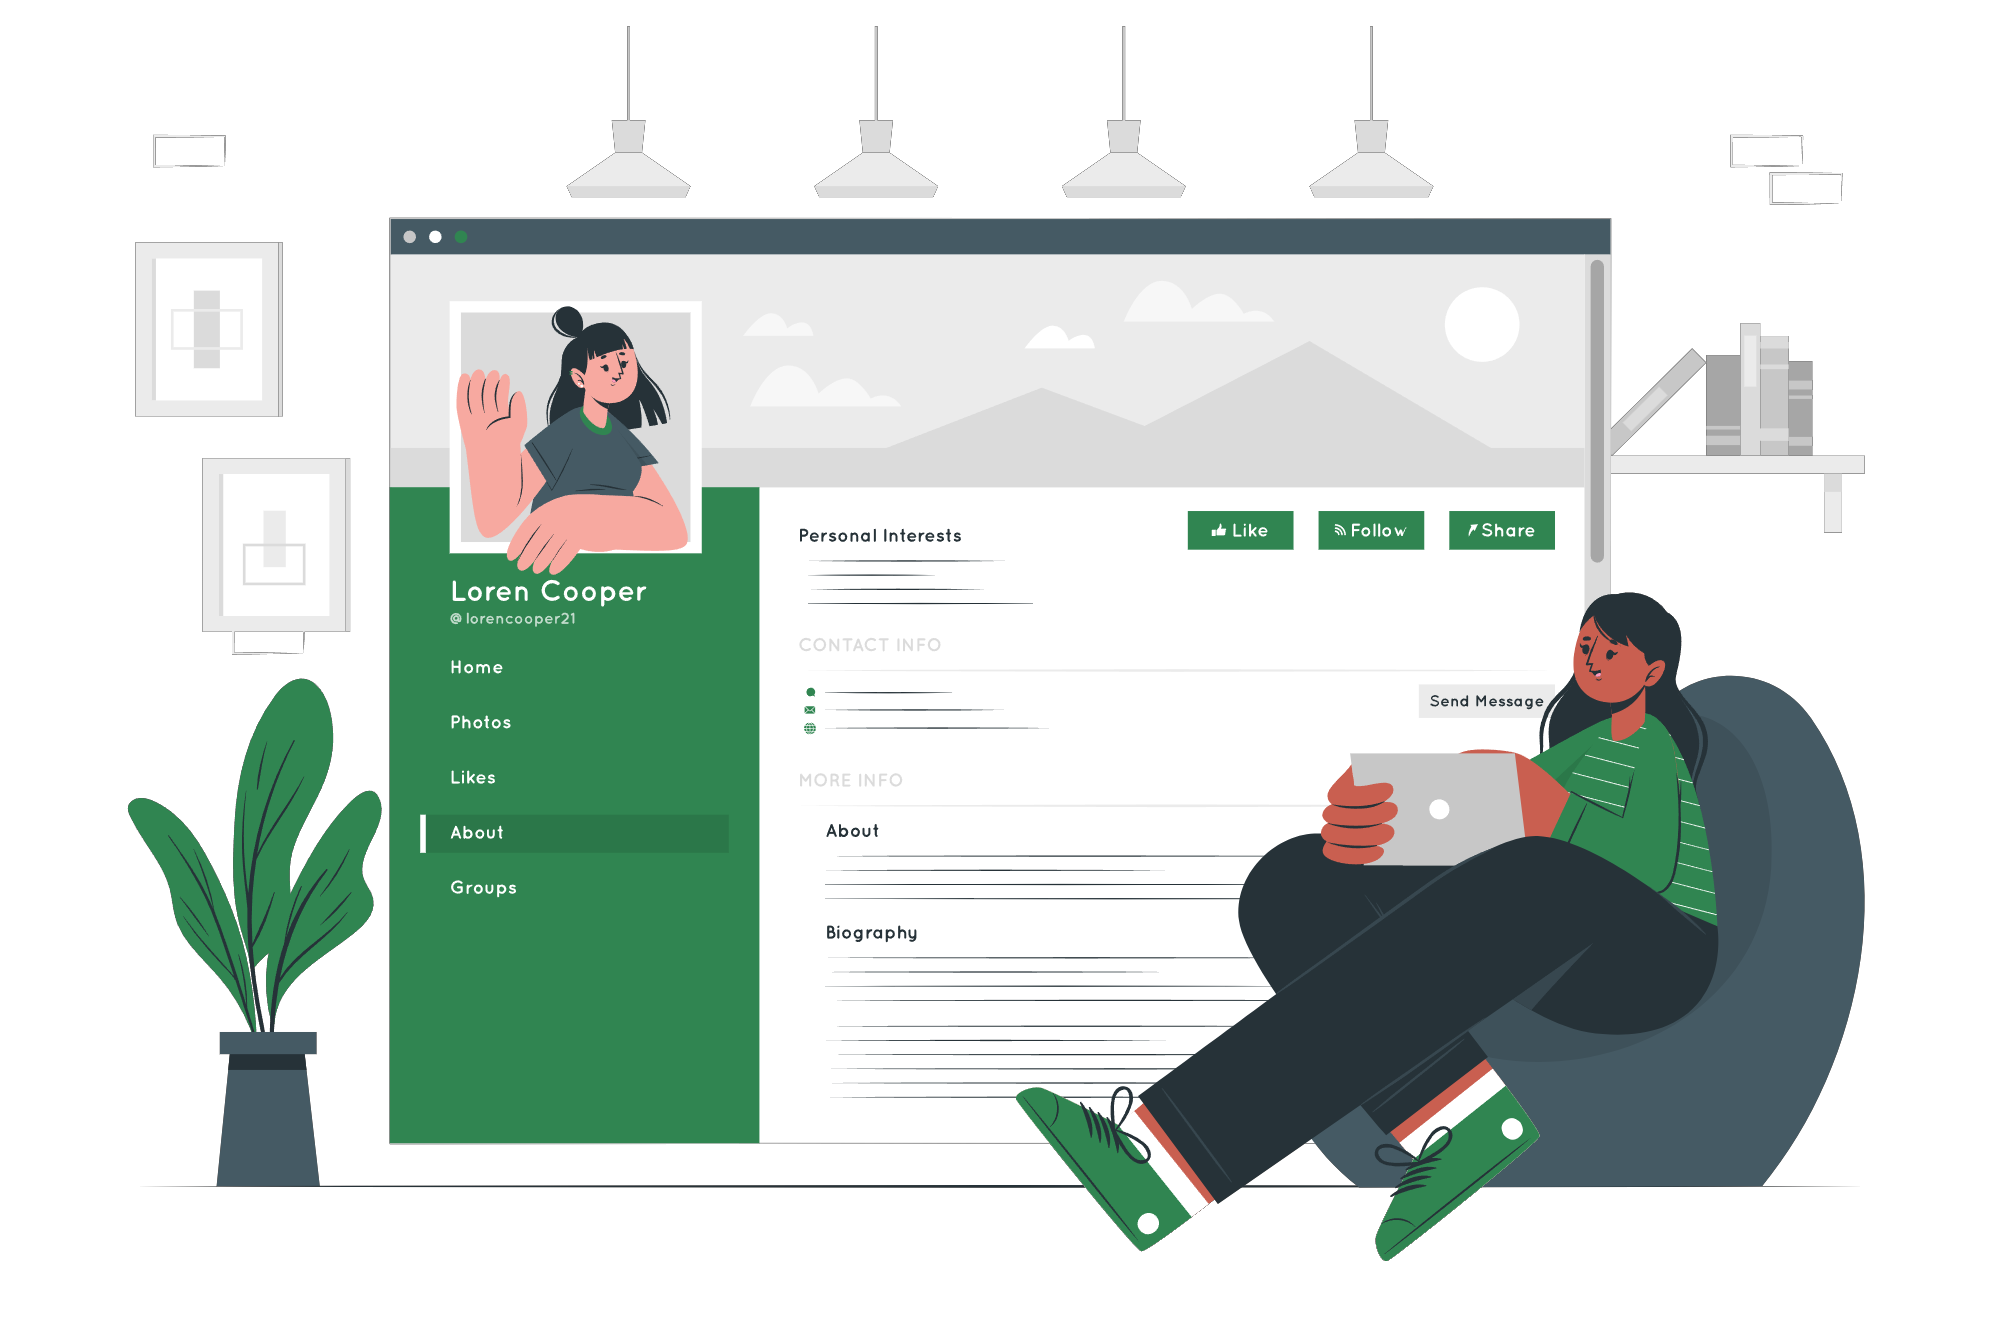 Loren Cooper
@lorencooper21
Home
Photos
Likes
About
Groups
Personal Interests
Like
Follow
Share
CONTACT INFO
Send Message
MORE INFO
About
Biography